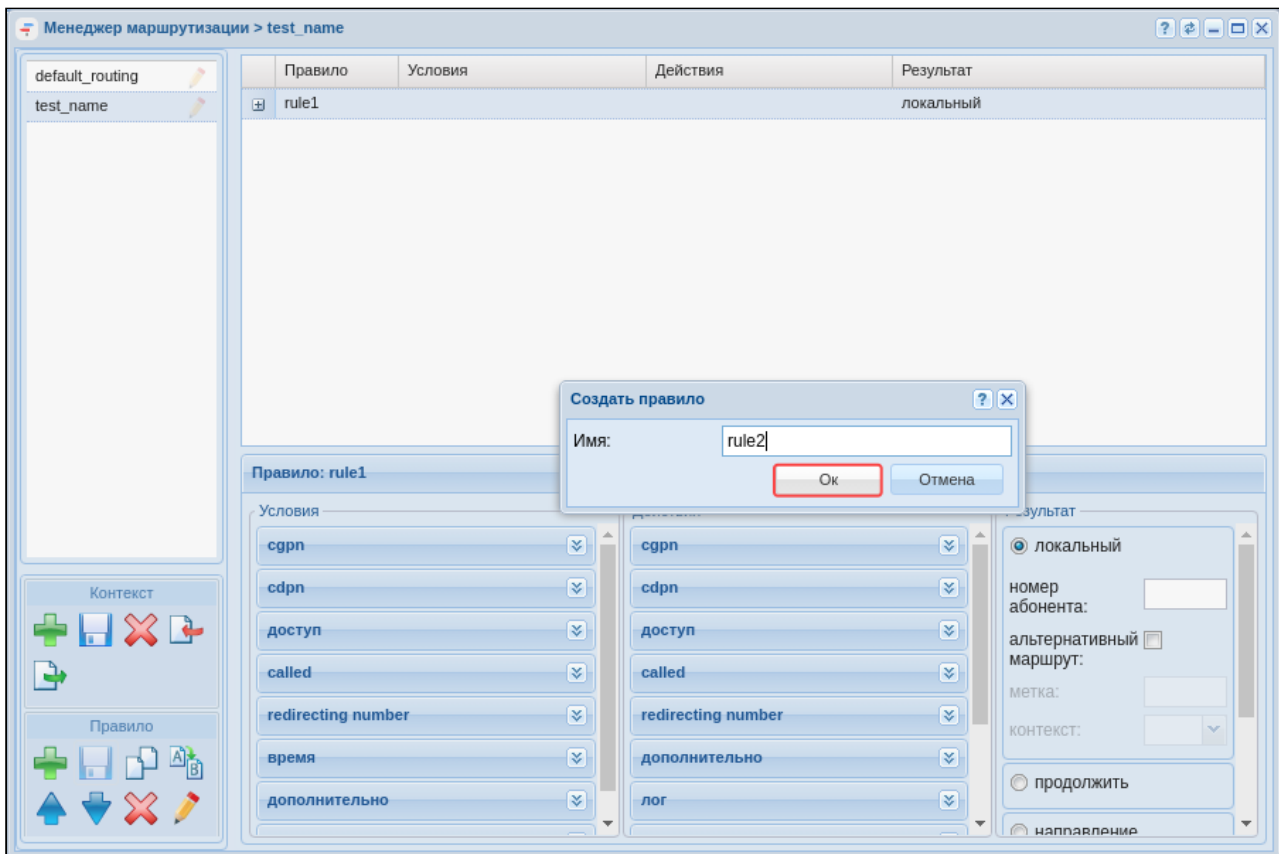 Менеджер маршрутизации > test_name
default_routing
test_name
Правило Условия Действия Результат
rule1 локальный
Создать правило
Имя: rule2
Ок Отмена
Правило: rule1
Условия
cgpn
cdpn
доступ
called
redirecting number
время
дополнительно
cgpn
cdpn
доступ
called
redirecting number
дополнительно
лог
локальный
номер
абонента:
альтернативный
маршрут:
метка:
контекст:
продолжить
направление
Контекст
Правило